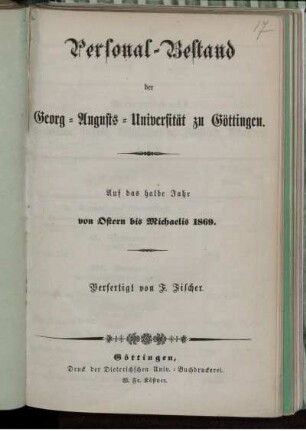 17
Personal-Bestand
der
Georg-Augusts-Universität zu Göttingen.
Auf das halbe Jahr
von Ostern bis Michaelis 1869.
Verfertigt von F. Fischer.
Göttingen,
Druck der Dieterichschen Univ.-Buchdruckerei.
W. Fr. Kästner.